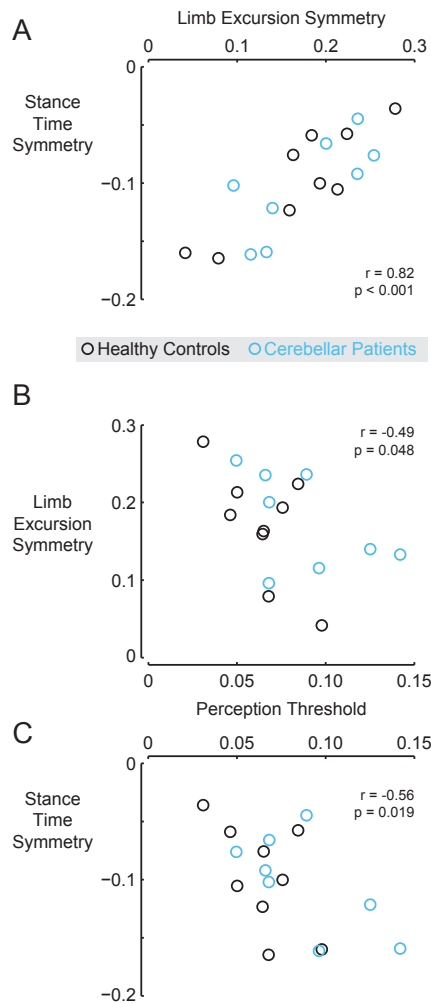 A
Limb Excursion Symmetry
0 0.1 0.2 0.3
0
Stance
Time
Symmetry
−0.1
r = 0.82
p < 0.001
−0.2
Healthy Controls Cerebellar Patients
B
0.3
r = -0.49
p = 0.048
Limb
Excursion
Symmetry
0.2
0.1
0
0 0.05 0.10 0.15
Perception Threshold
C
0 0.05 0.10 0.15
0
Stance
Time
Symmetry
r = -0.56
p = 0.019
−0.1
−0.2